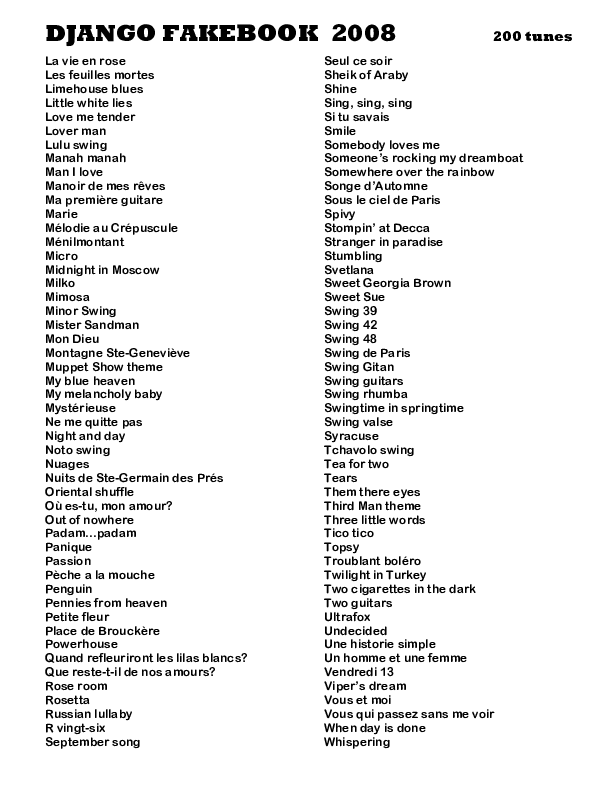 DJANGO FAKEBOOK 2008 200 tunes
La vie en rose
Les feuilles mortes
Limehouse blues
Little white lies
Love me tender
Lover man
Lulu swing
Manah manah
Man I love
Manoir de mes rêves
Ma première guitare
Marie
Mélodie au Crépuscule
Ménilmontant
Micro
Midnight in Moscow
Milko
Mimosa
Minor Swing
Mister Sandman
Mon Dieu
Montagne Ste-Geneviève
Muppet Show theme
My blue heaven
My melancholy baby
Mystérieuse
Ne me quitte pas
Night and day
Noto swing
Nuages
Nuits de Ste-Germain des Prés
Oriental shuffle
Où es-tu, mon amour?
Out of nowhere
Padam...padam
Panique
Passion
Pèche a la mouche
Penguin
Pennies from heaven
Petite fleur
Place de Brouckère
Powerhouse
Quand refleuriront les lilas blancs?
Que reste-t-il de nos amours?
Rose room
Rosetta
Russian lullaby
R vingt-six
September song
Seul ce soir
Sheik of Araby
Shine
Sing, sing, sing
Si tu savais
Smile
Somebody loves me
Someone's rocking my dreamboat
Somewhere over the rainbow
Songe d'Automne
Sous le ciel de Paris
Spivy
Stompin' at Decca
Stranger in paradise
Stumbling
Svetlana
Sweet Georgia Brown
Sweet Sue
Swing 39
Swing 42
Swing 48
Swing de Paris
Swing Gitan
Swing guitars
Swing rhumba
Swingtime in springtime
Swing valse
Syracuse
Tchavolo swing
Tea for two
Tears
Them there eyes
Third Man theme
Three little words
Tico tico
Topsy
Troublant boléro
Twilight in Turkey
Two cigarettes in the dark
Two guitars
Ultrafox
Undecided
Une historie simple
Un homme et une femme
Vendredi 13
Viper's dream
Vous et moi
Vous qui passez sans me voir
When day is done
Whispering